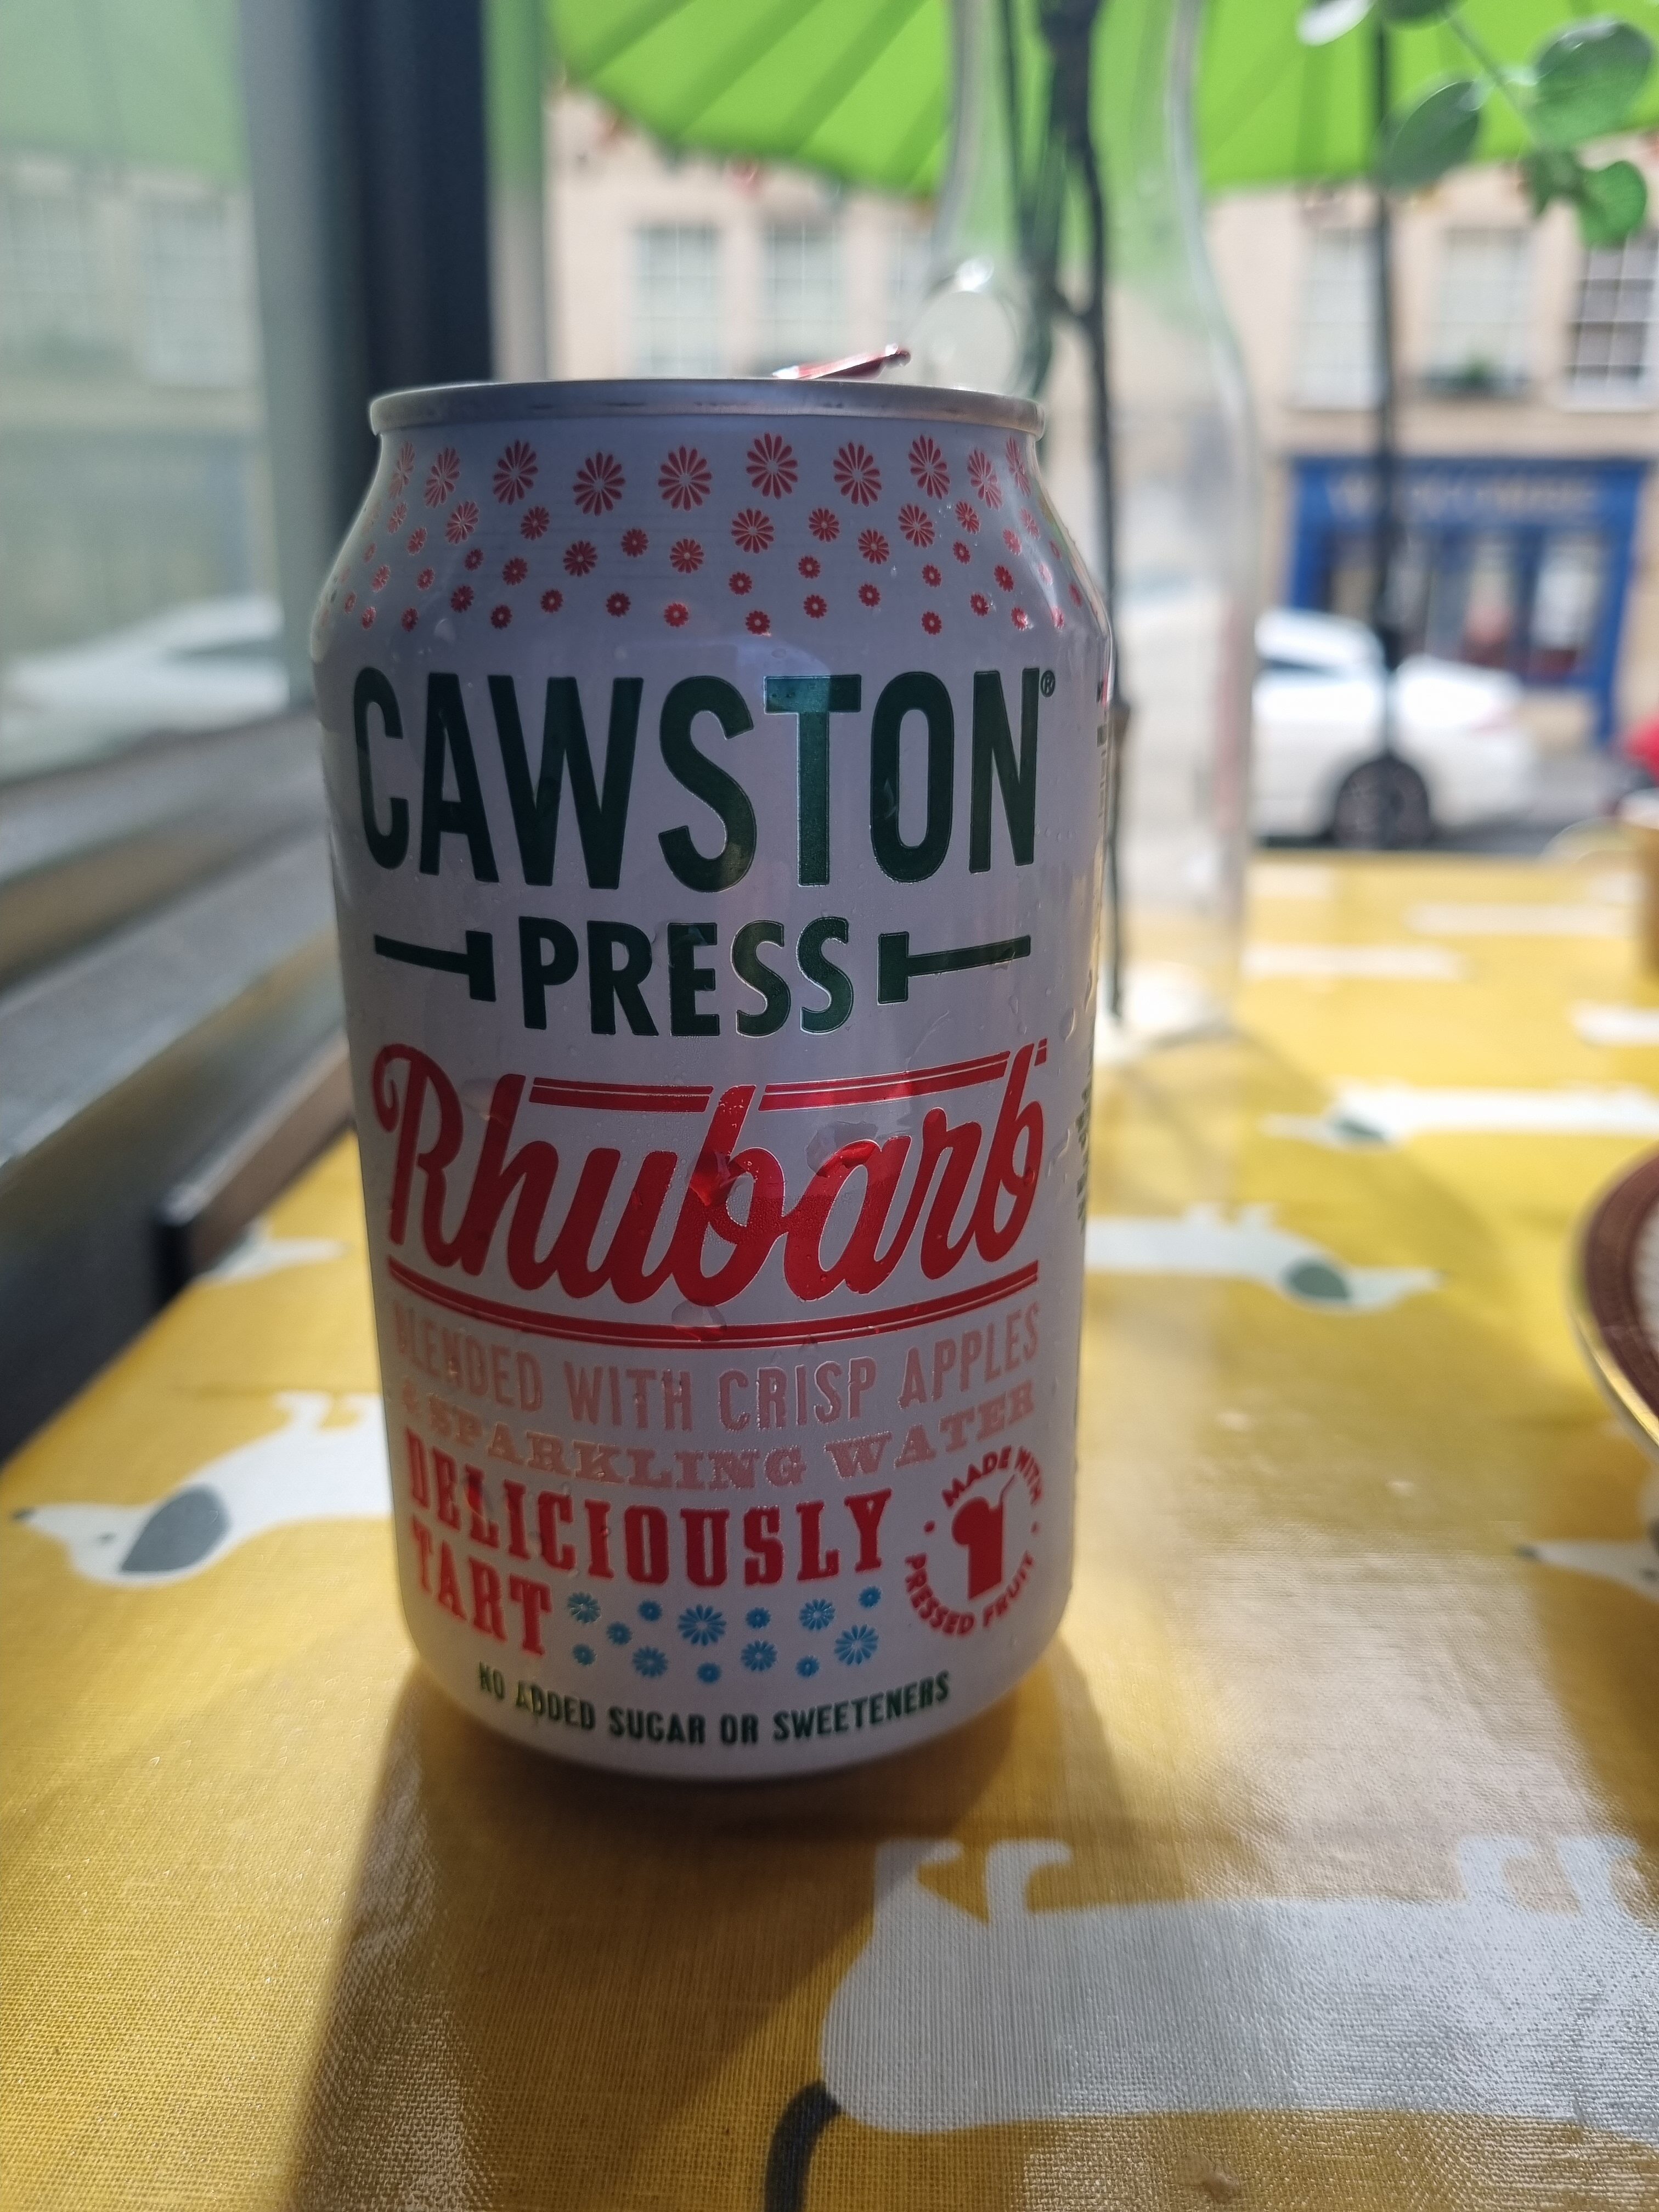 CAWSTON®
PRESS
Rhubarb
BLENDED WITH CRISP APPLES
& SPARKLING WATER
DELICIOUSLY
TART
MADE WITH
PRESSED FRUIT
NO ADDED SUGAR OR SWEETENERS